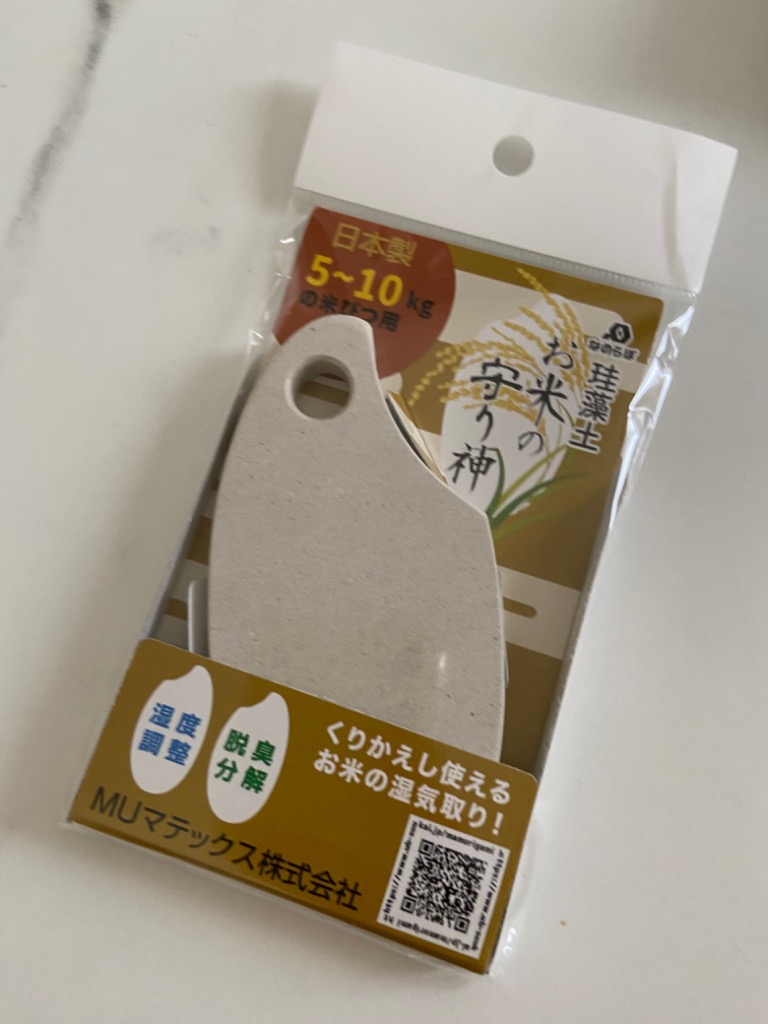 日本製
5~10kg
の米びつ用
なのらぼ
珪藻土
お米の
守り神
湿度
調整
脱臭
分解
くりかえし使える
お米の湿気取り!
MUマテックス株式会社